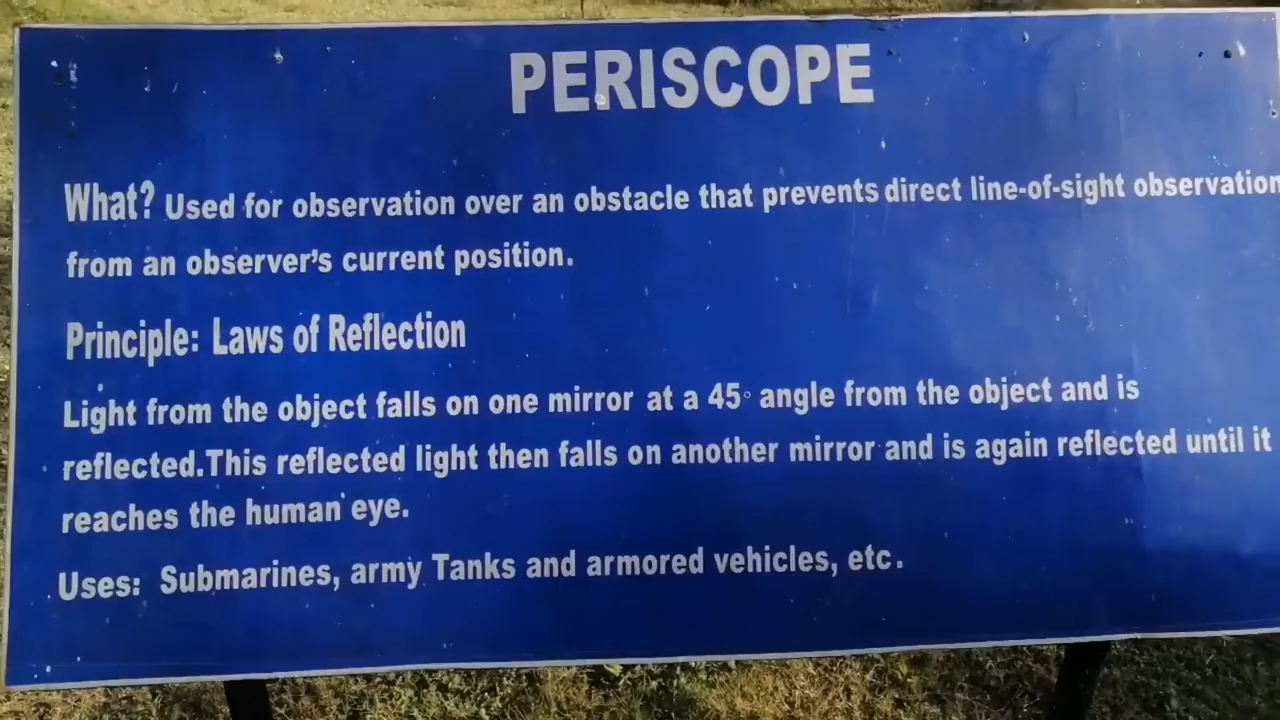 PERISCOPE
What? Used for observation over an obstacle that prevents direct line-of-sight observation
from an observer's current position.
Principle: Laws of Reflection
Light from the object falls on one mirror at a 45° angle from the object and is
reflected.This reflected light then falls on another mirror and is again reflected until it
reaches the human eye.
Uses: Submarines, army Tanks and armored vehicles, etc.